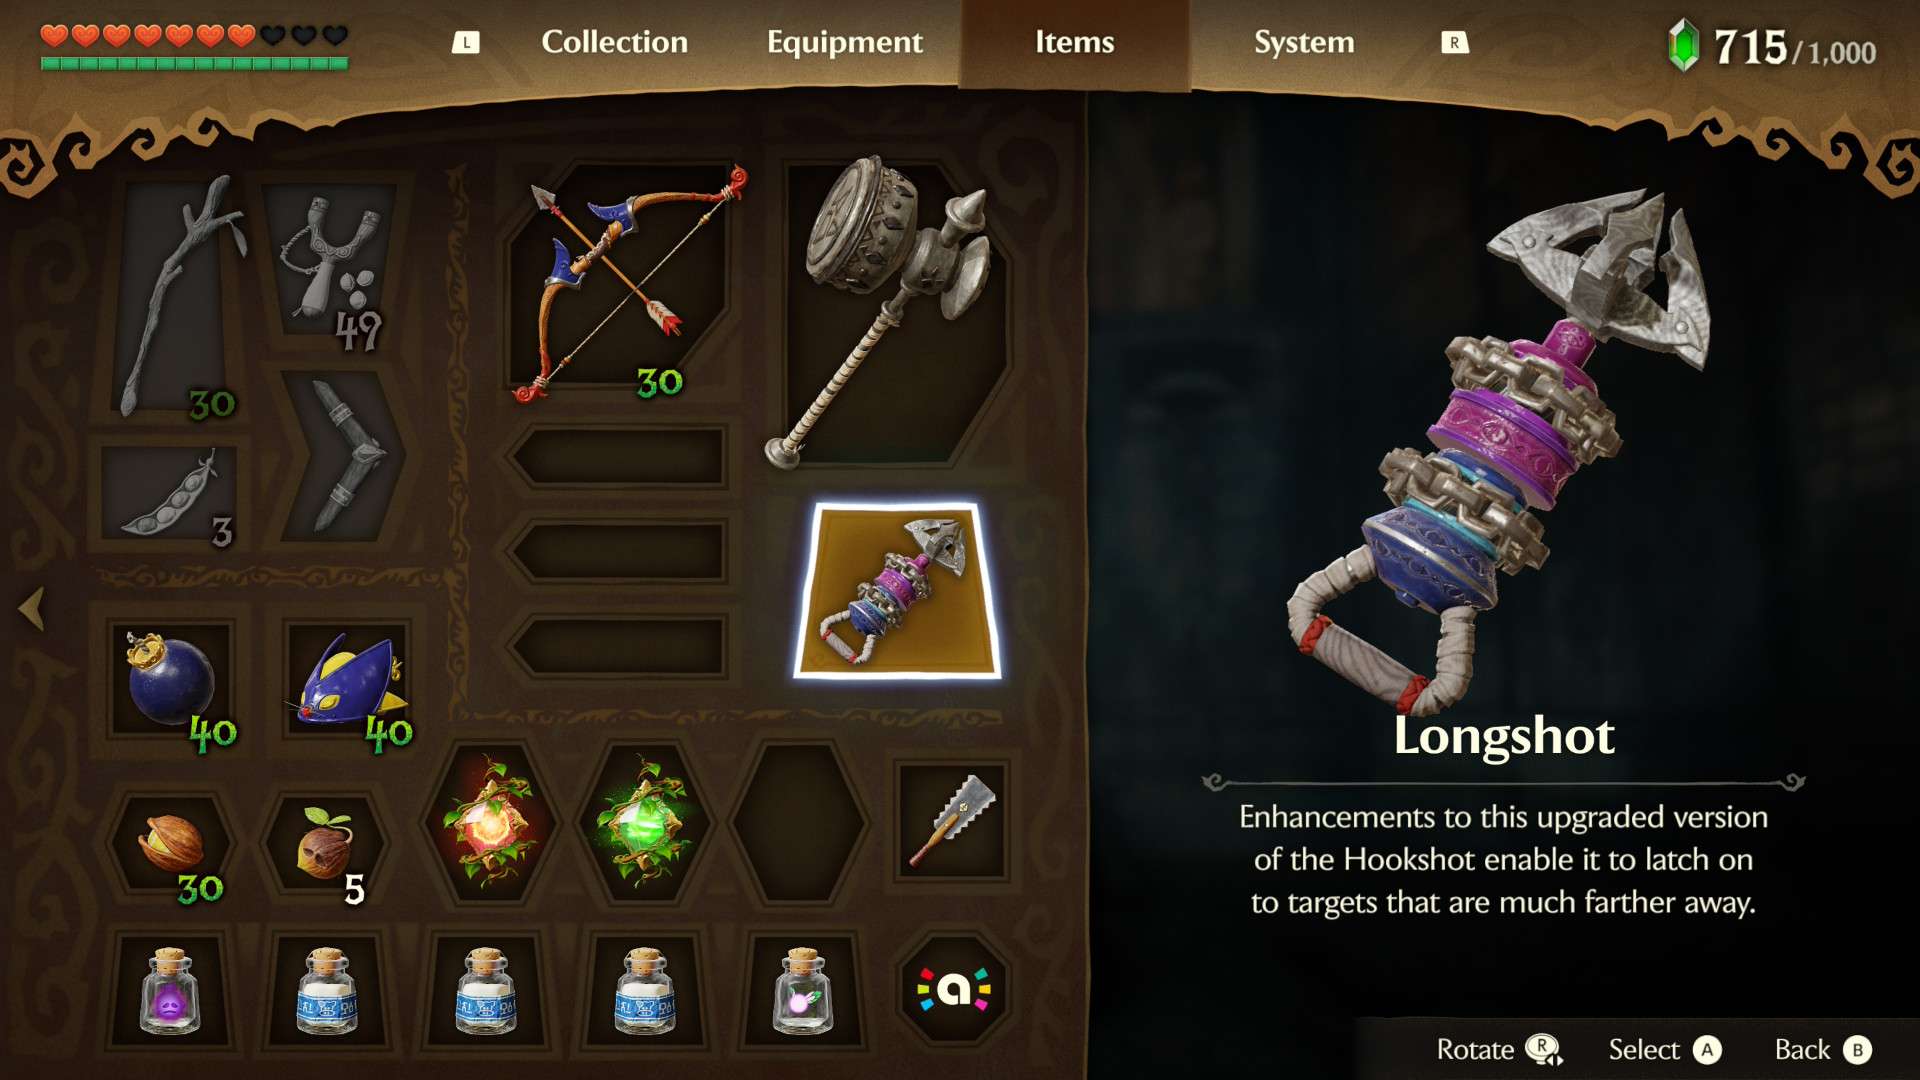 L Collection Equipment Items System R 715/1,000
49
30
30
3
40 40
30 5
a
Longshot
Enhancements to this upgraded version
of the Hookshot enable it to latch on
to targets that are much farther away.
Rotate R Select A Back B